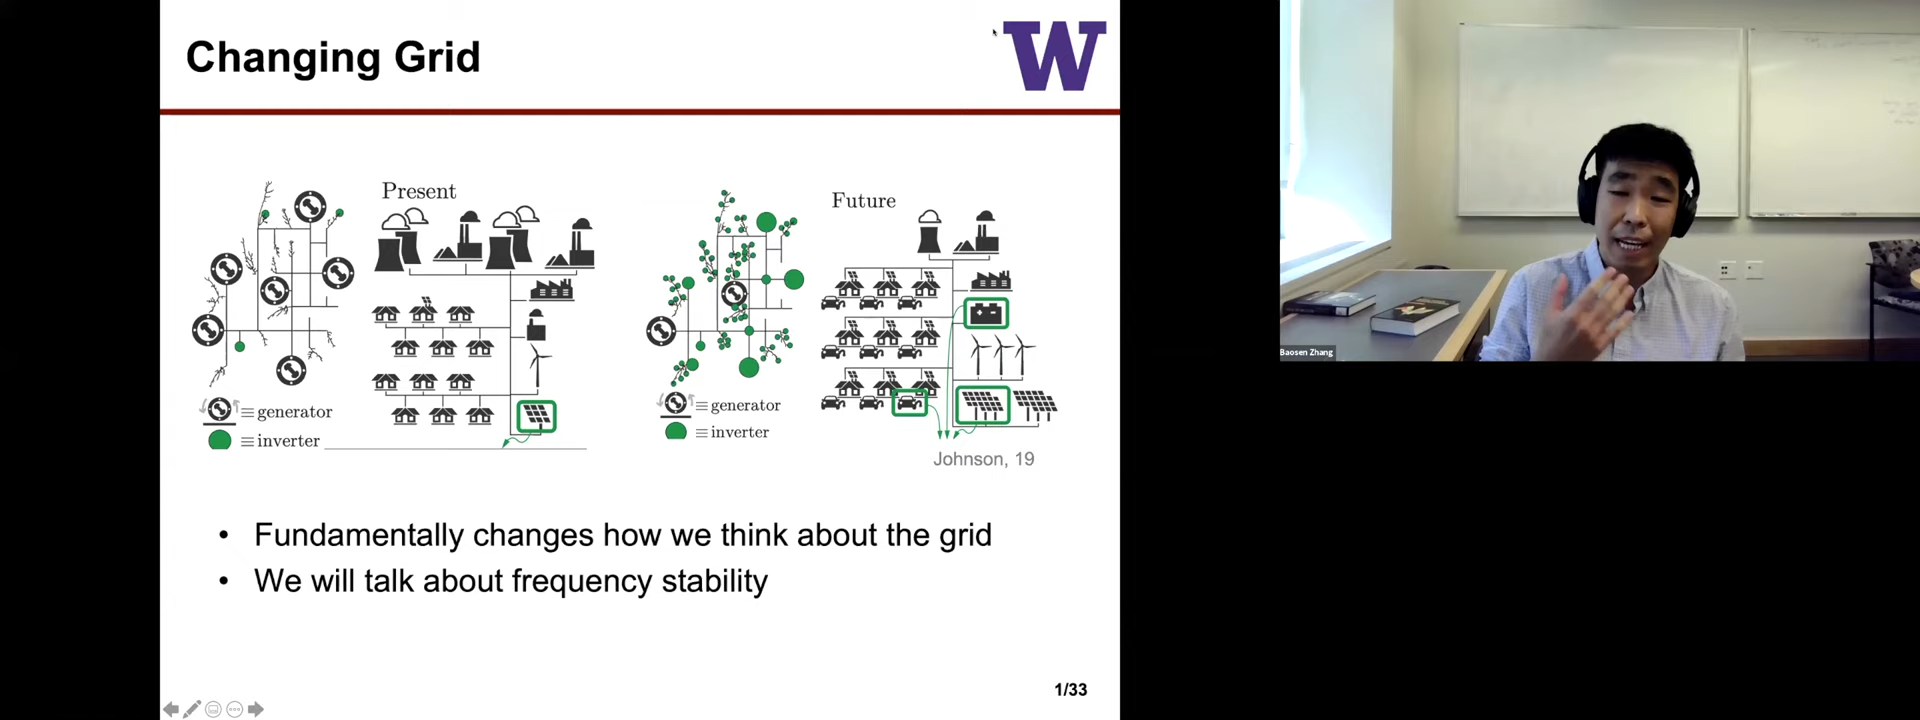 Changing Grid
W
Present
≡ generator
≡ inverter
Future
≡ generator
≡ inverter
Johnson, 19
• Fundamentally changes how we think about the grid
• We will talk about frequency stability
1/33
Baosen Zhang